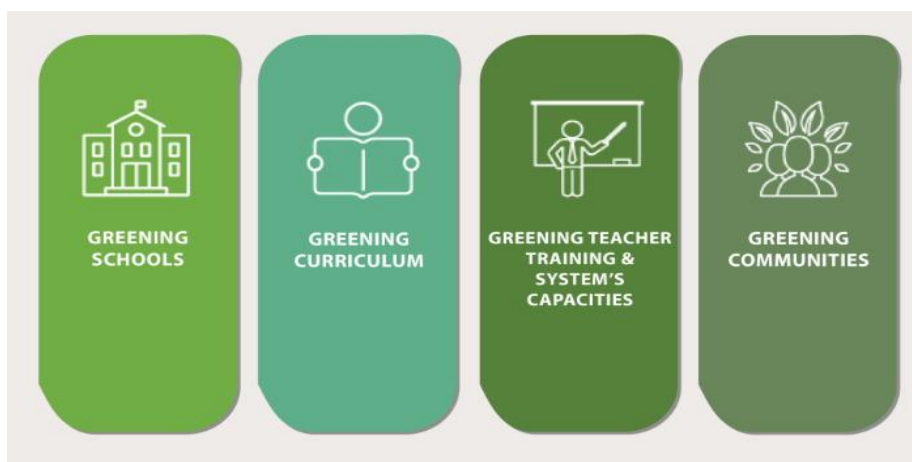 GREENING
SCHOOLS
GREENING
CURRICULUM
GREENING TEACHER
TRAINING &
SYSTEM'S
CAPACITIES
GREENING
COMMUNITIES